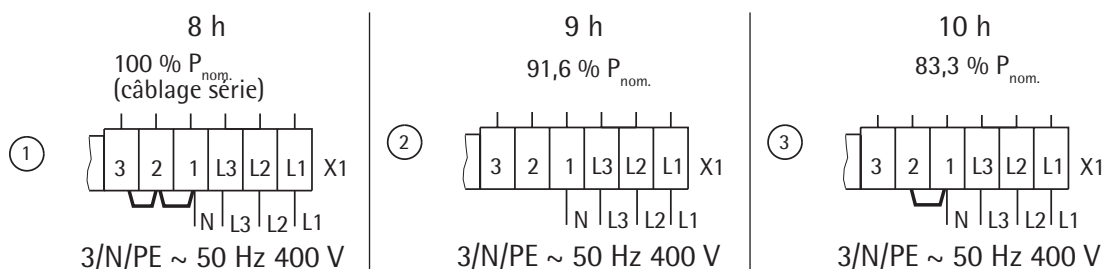 8 h
100 % Pnom.
(câblage série)
1
3 2 1 L3 L2 L1 X1
N L3 L2 L1
3/N/PE ~ 50 Hz 400 V
9 h
91,6 % Pnom.
2
3 2 1 L3 L2 L1 X1
N L3 L2 L1
3/N/PE ~ 50 Hz 400 V
10 h
83,3 % Pnom.
3
3 2 1 L3 L2 L1 X1
N L3 L2 L1
3/N/PE ~ 50 Hz 400 V